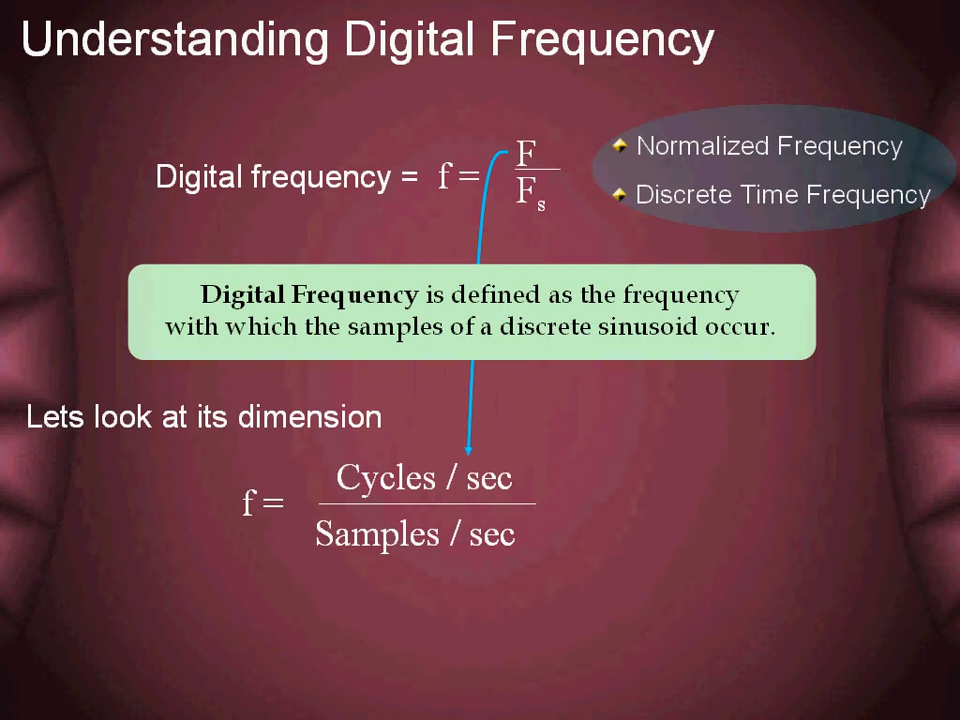 Understanding Digital Frequency
Digital frequency = f = F / Fs
Normalized Frequency
Discrete Time Frequency
Digital Frequency is defined as the frequency
with which the samples of a discrete sinusoid occur.
Lets look at its dimension
f =
Cycles / sec
Samples / sec